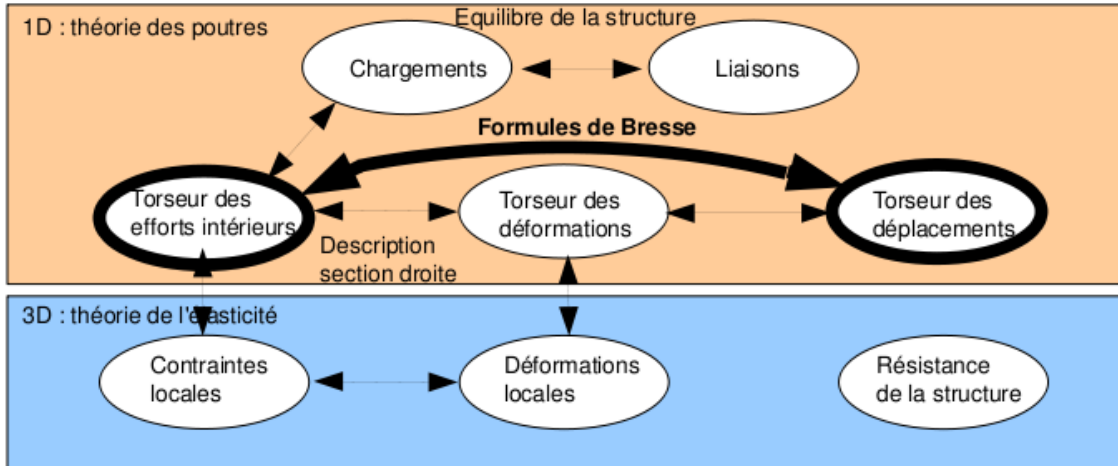 Equilibre de la structure
1D : théorie des poutres
Chargements
Liaisons
Formules de Bresse
Torseur des
efforts intérieurs
Torseur des
déformations
Torseur des
déplacements
Description
section droite
3D : théorie de l'élasticité
Contraintes
locales
Déformations
locales
Résistance
de la structure